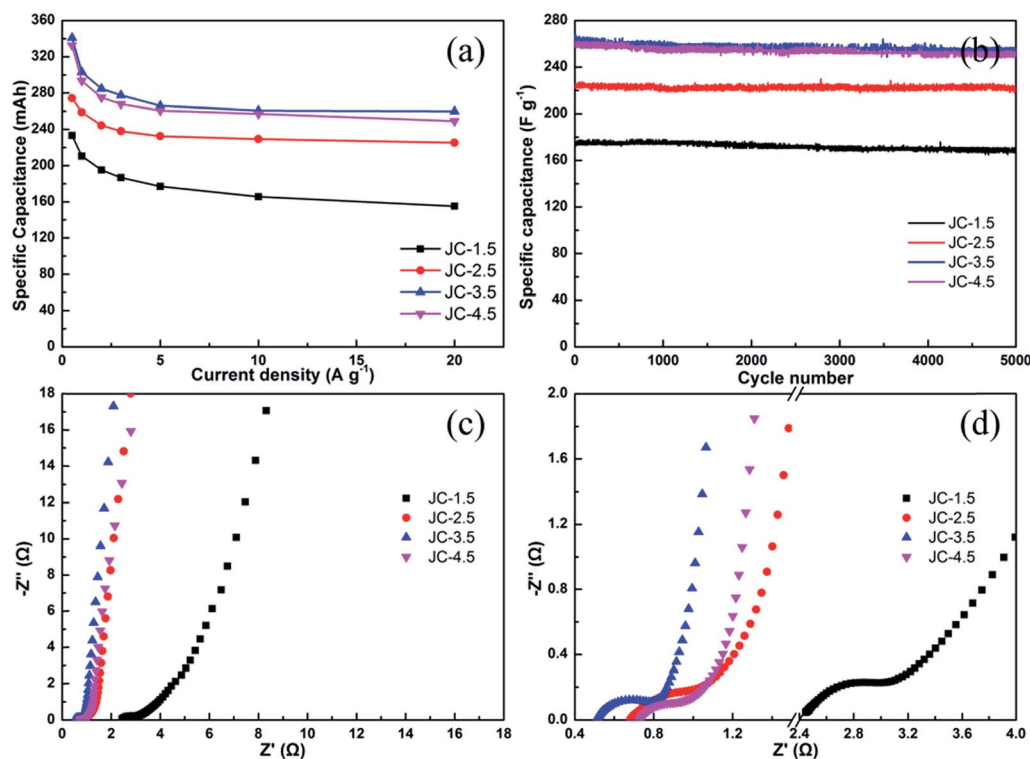 (a)
Specific Capacitance (mAh)
360
320
280
240
200
160
120
80
40
0
JC-1.5
JC-2.5
JC-3.5
JC-4.5
0 5 10 15 20
Current density (A g⁻¹)
(b)
Specific capacitance (F g⁻¹)
280
240
200
160
120
80
40
0
JC-1.5
JC-2.5
JC-3.5
JC-4.5
0 1000 2000 3000 4000 5000
Cycle number
(c)
-Z'' (Ω)
18
16
14
12
10
8
6
4
2
0
JC-1.5
JC-2.5
JC-3.5
JC-4.5
0 2 4 6 8 10 12 14 16 18
Z' (Ω)
(d)
-Z'' (Ω)
2.0
1.6
1.2
0.8
0.4
0.0
JC-1.5
JC-2.5
JC-3.5
JC-4.5
0.4 0.8 1.2 2.4 2.8 3.2 3.6 4.0
Z' (Ω)